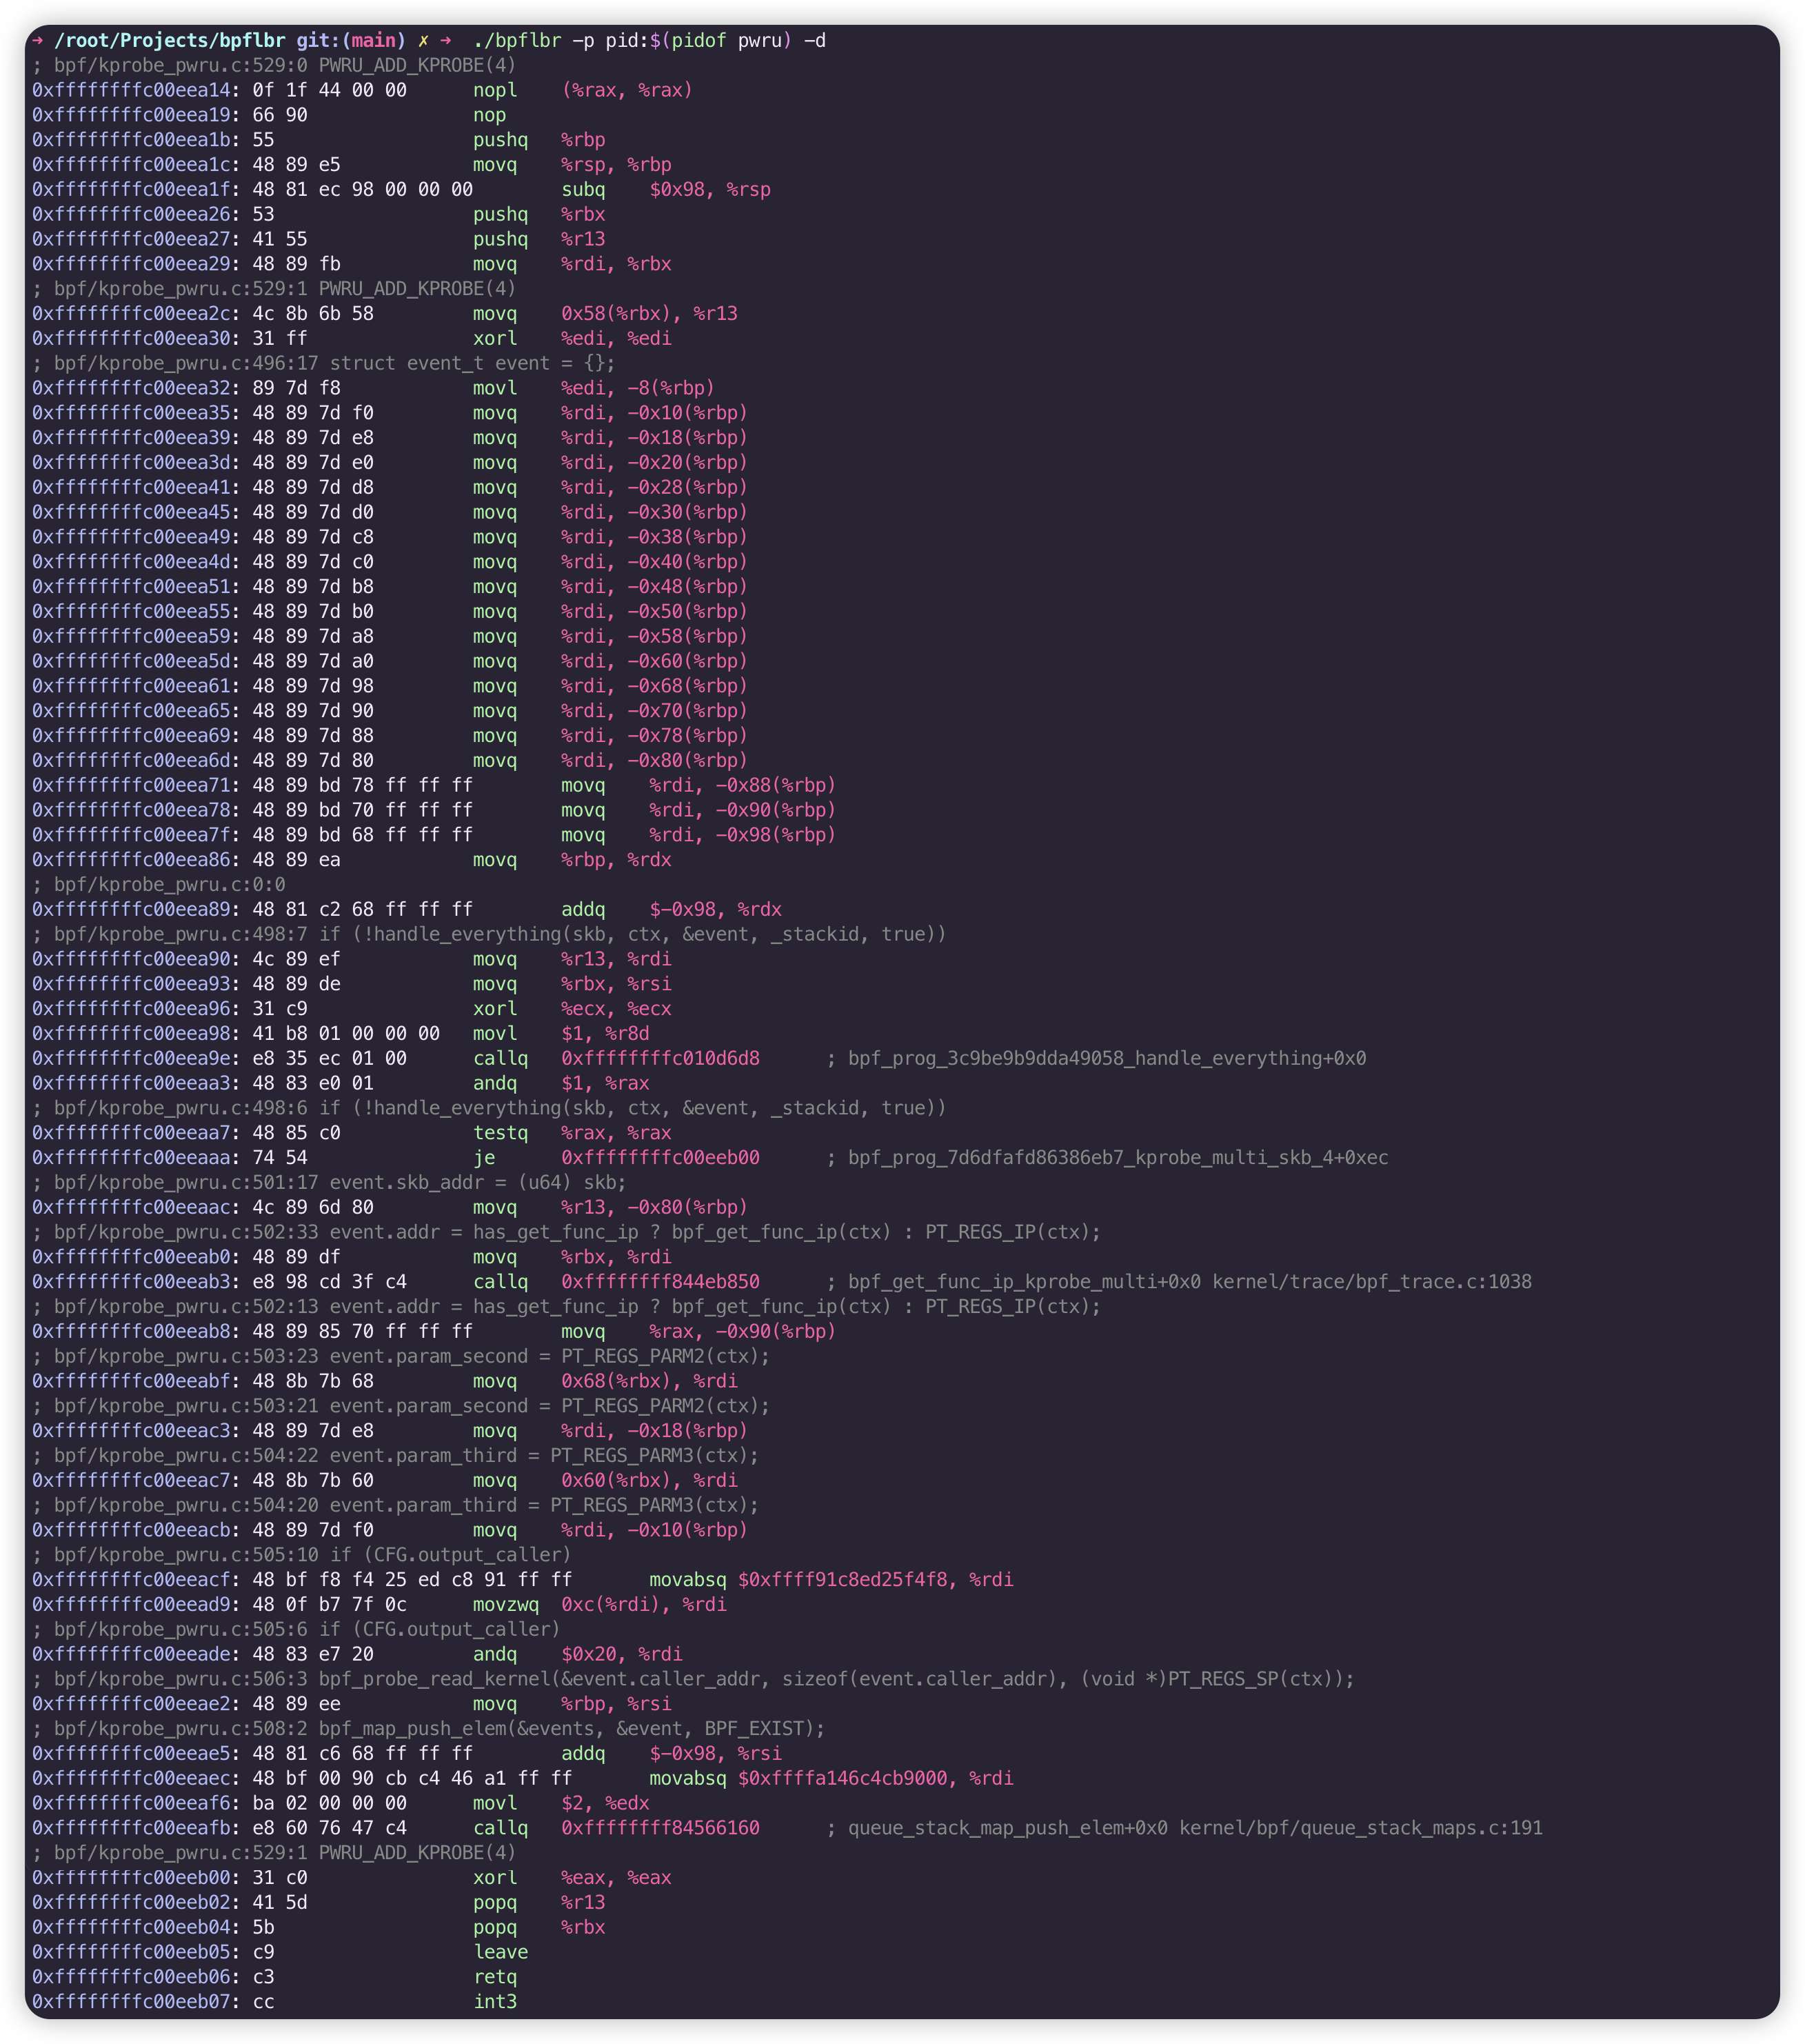 → /root/Projects/bpflbr git:(main) ✗ → ./bpflbr -p pid:$(pidof pwru) -d
; bpf/kprobe_pwru.c:529:0 PWRU_ADD_KPROBE(4)
0xffffffffc00eea14: 0f 1f 44 00 00 nopl (%rax, %rax)
0xffffffffc00eea19: 66 90 nop
0xffffffffc00eea1b: 55 pushq %rbp
0xffffffffc00eea1c: 48 89 e5 movq %rsp, %rbp
0xffffffffc00eea1f: 48 81 ec 98 00 00 00 subq $0x98, %rsp
0xffffffffc00eea26: 53 pushq %rbx
0xffffffffc00eea27: 41 55 pushq %r13
0xffffffffc00eea29: 48 89 fb movq %rdi, %rbx
; bpf/kprobe_pwru.c:529:1 PWRU_ADD_KPROBE(4)
0xffffffffc00eea2c: 4c 8b 6b 58 movq 0x58(%rbx), %r13
0xffffffffc00eea30: 31 ff xorl %edi, %edi
; bpf/kprobe_pwru.c:496:17 struct event_t event = {};
0xffffffffc00eea32: 89 7d f8 movl %edi, -8(%rbp)
0xffffffffc00eea35: 48 89 7d f0 movq %rdi, -0x10(%rbp)
0xffffffffc00eea39: 48 89 7d e8 movq %rdi, -0x18(%rbp)
0xffffffffc00eea3d: 48 89 7d e0 movq %rdi, -0x20(%rbp)
0xffffffffc00eea41: 48 89 7d d8 movq %rdi, -0x28(%rbp)
0xffffffffc00eea45: 48 89 7d d0 movq %rdi, -0x30(%rbp)
0xffffffffc00eea49: 48 89 7d c8 movq %rdi, -0x38(%rbp)
0xffffffffc00eea4d: 48 89 7d c0 movq %rdi, -0x40(%rbp)
0xffffffffc00eea51: 48 89 7d b8 movq %rdi, -0x48(%rbp)
0xffffffffc00eea55: 48 89 7d b0 movq %rdi, -0x50(%rbp)
0xffffffffc00eea59: 48 89 7d a8 movq %rdi, -0x58(%rbp)
0xffffffffc00eea5d: 48 89 7d a0 movq %rdi, -0x60(%rbp)
0xffffffffc00eea61: 48 89 7d 98 movq %rdi, -0x68(%rbp)
0xffffffffc00eea65: 48 89 7d 90 movq %rdi, -0x70(%rbp)
0xffffffffc00eea69: 48 89 7d 88 movq %rdi, -0x78(%rbp)
0xffffffffc00eea6d: 48 89 7d 80 movq %rdi, -0x80(%rbp)
0xffffffffc00eea71: 48 89 bd 78 ff ff ff movq %rdi, -0x88(%rbp)
0xffffffffc00eea78: 48 89 bd 70 ff ff ff movq %rdi, -0x90(%rbp)
0xffffffffc00eea7f: 48 89 bd 68 ff ff ff movq %rdi, -0x98(%rbp)
0xffffffffc00eea86: 48 89 ea movq %rbp, %rdx
; bpf/kprobe_pwru.c:0:0
0xffffffffc00eea89: 48 81 c2 68 ff ff ff addq $-0x98, %rdx
; bpf/kprobe_pwru.c:498:7 if (!handle_everything(skb, ctx, &event, _stackid, true))
0xffffffffc00eea90: 4c 89 ef movq %r13, %rdi
0xffffffffc00eea93: 48 89 de movq %rbx, %rsi
0xffffffffc00eea96: 31 c9 xorl %ecx, %ecx
0xffffffffc00eea98: 41 b8 01 00 00 00 movl $1, %r8d
0xffffffffc00eea9e: e8 35 ec 01 00 callq 0xffffffffc010d6d8 ; bpf_prog_3c9be9b9dda49058_handle_everything+0x0
0xffffffffc00eeaa3: 48 83 e0 01 andq $1, %rax
; bpf/kprobe_pwru.c:498:6 if (!handle_everything(skb, ctx, &event, _stackid, true))
0xffffffffc00eeaa7: 48 85 c0 testq %rax, %rax
0xffffffffc00eeaaa: 74 54 je 0xffffffffc00eeb00 ; bpf_prog_7d6dfafd86386eb7_kprobe_multi_skb_4+0xec
; bpf/kprobe_pwru.c:501:17 event.skb_addr = (u64) skb;
0xffffffffc00eeaac: 4c 89 6d 80 movq %r13, -0x80(%rbp)
; bpf/kprobe_pwru.c:502:33 event.addr = has_get_func_ip ? bpf_get_func_ip(ctx) : PT_REGS_IP(ctx);
0xffffffffc00eeab0: 48 89 df movq %rbx, %rdi
0xffffffffc00eeab3: e8 98 cd 3f c4 callq 0xffffffff844eb850 ; bpf_get_func_ip_kprobe_multi+0x0 kernel/trace/bpf_trace.c:1038
; bpf/kprobe_pwru.c:502:13 event.addr = has_get_func_ip ? bpf_get_func_ip(ctx) : PT_REGS_IP(ctx);
0xffffffffc00eeab8: 48 89 85 70 ff ff ff movq %rax, -0x90(%rbp)
; bpf/kprobe_pwru.c:503:23 event.param_second = PT_REGS_PARM2(ctx);
0xffffffffc00eeabf: 48 8b 7b 68 movq 0x68(%rbx), %rdi
; bpf/kprobe_pwru.c:503:21 event.param_second = PT_REGS_PARM2(ctx);
0xffffffffc00eeac3: 48 89 7d e8 movq %rdi, -0x18(%rbp)
; bpf/kprobe_pwru.c:504:22 event.param_third = PT_REGS_PARM3(ctx);
0xffffffffc00eeac7: 48 8b 7b 60 movq 0x60(%rbx), %rdi
; bpf/kprobe_pwru.c:504:20 event.param_third = PT_REGS_PARM3(ctx);
0xffffffffc00eeacb: 48 89 7d f0 movq %rdi, -0x10(%rbp)
; bpf/kprobe_pwru.c:505:10 if (CFG.output_caller)
0xffffffffc00eeacf: 48 bf f8 f4 25 ed c8 91 ff ff movabsq $0xffff91c8ed25f4f8, %rdi
0xffffffffc00eead9: 48 0f b7 7f 0c movzwq 0xc(%rdi), %rdi
; bpf/kprobe_pwru.c:505:6 if (CFG.output_caller)
0xffffffffc00eeade: 48 83 e7 20 andq $0x20, %rdi
; bpf/kprobe_pwru.c:506:3 bpf_probe_read_kernel(&event.caller_addr, sizeof(event.caller_addr), (void *)PT_REGS_SP(ctx));
0xffffffffc00eeae2: 48 89 ee movq %rbp, %rsi
; bpf/kprobe_pwru.c:508:2 bpf_map_push_elem(&events, &event, BPF_EXIST);
0xffffffffc00eeae5: 48 81 c6 68 ff ff ff addq $-0x98, %rsi
0xffffffffc00eeaec: 48 bf 00 90 cb c4 46 a1 ff ff movabsq $0xffffa146c4cb9000, %rdi
0xffffffffc00eeaf6: ba 02 00 00 00 movl $2, %edx
0xffffffffc00eeafb: e8 60 76 47 c4 callq 0xffffffff84566160 ; queue_stack_map_push_elem+0x0 kernel/bpf/queue_stack_maps.c:191
; bpf/kprobe_pwru.c:529:1 PWRU_ADD_KPROBE(4)
0xffffffffc00eeb00: 31 c0 xorl %eax, %eax
0xffffffffc00eeb02: 41 5d popq %r13
0xffffffffc00eeb04: 5b popq %rbx
0xffffffffc00eeb05: c9 leave
0xffffffffc00eeb06: c3 retq
0xffffffffc00eeb07: cc int3